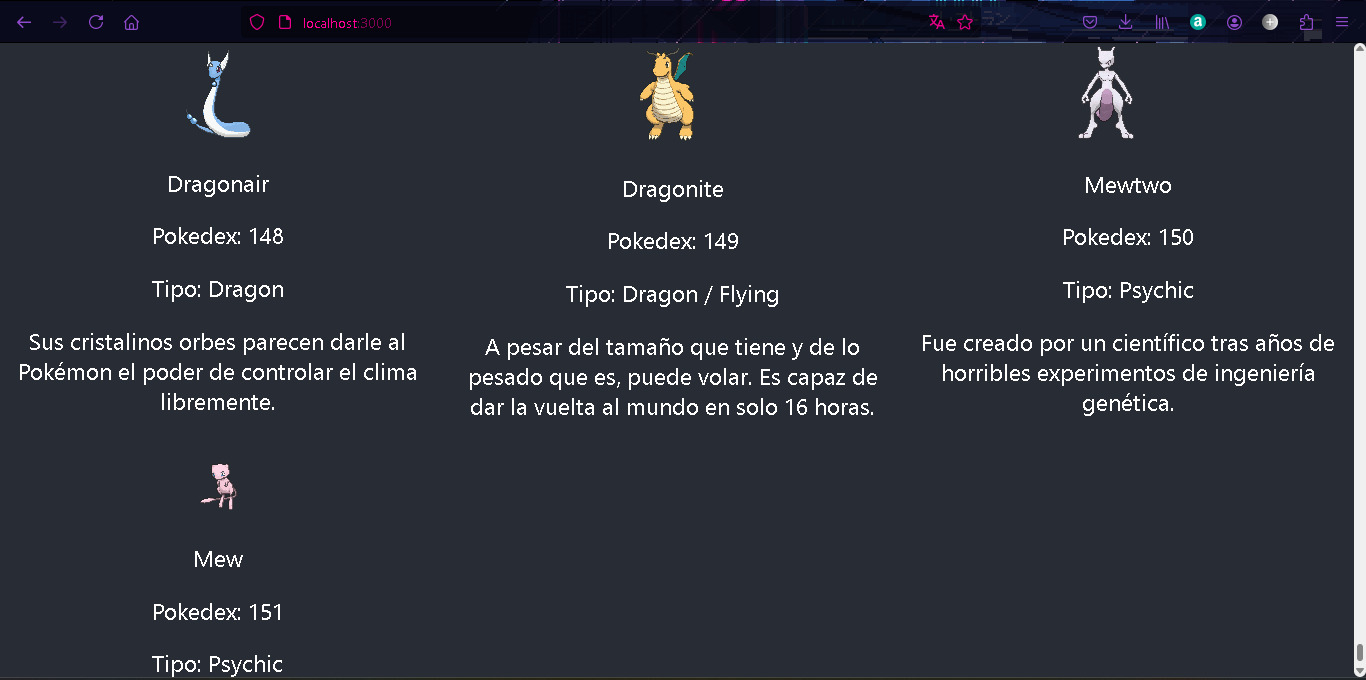 localhost:3000
Dragonair
Pokedex: 148
Tipo: Dragon
Sus cristalinos orbes parecen darle al
Pokémon el poder de controlar el clima
libremente.
Dragonite
Pokedex: 149
Tipo: Dragon / Flying
A pesar del tamaño que tiene y de lo
pesado que es, puede volar. Es capaz de
dar la vuelta al mundo en solo 16 horas.
Mewtwo
Pokedex: 150
Tipo: Psychic
Fue creado por un científico tras años de
horribles experimentos de ingeniería
genética.
Mew
Pokedex: 151
Tipo: Psychic